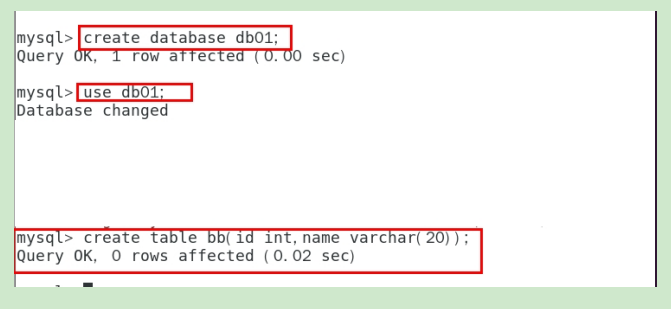 mysql> create database db01;
Query OK, 1 row affected (0.00 sec)
mysql> use db01;
Database changed
mysql> create table bb(id int,name varchar(20));
Query OK, 0 rows affected (0.02 sec)